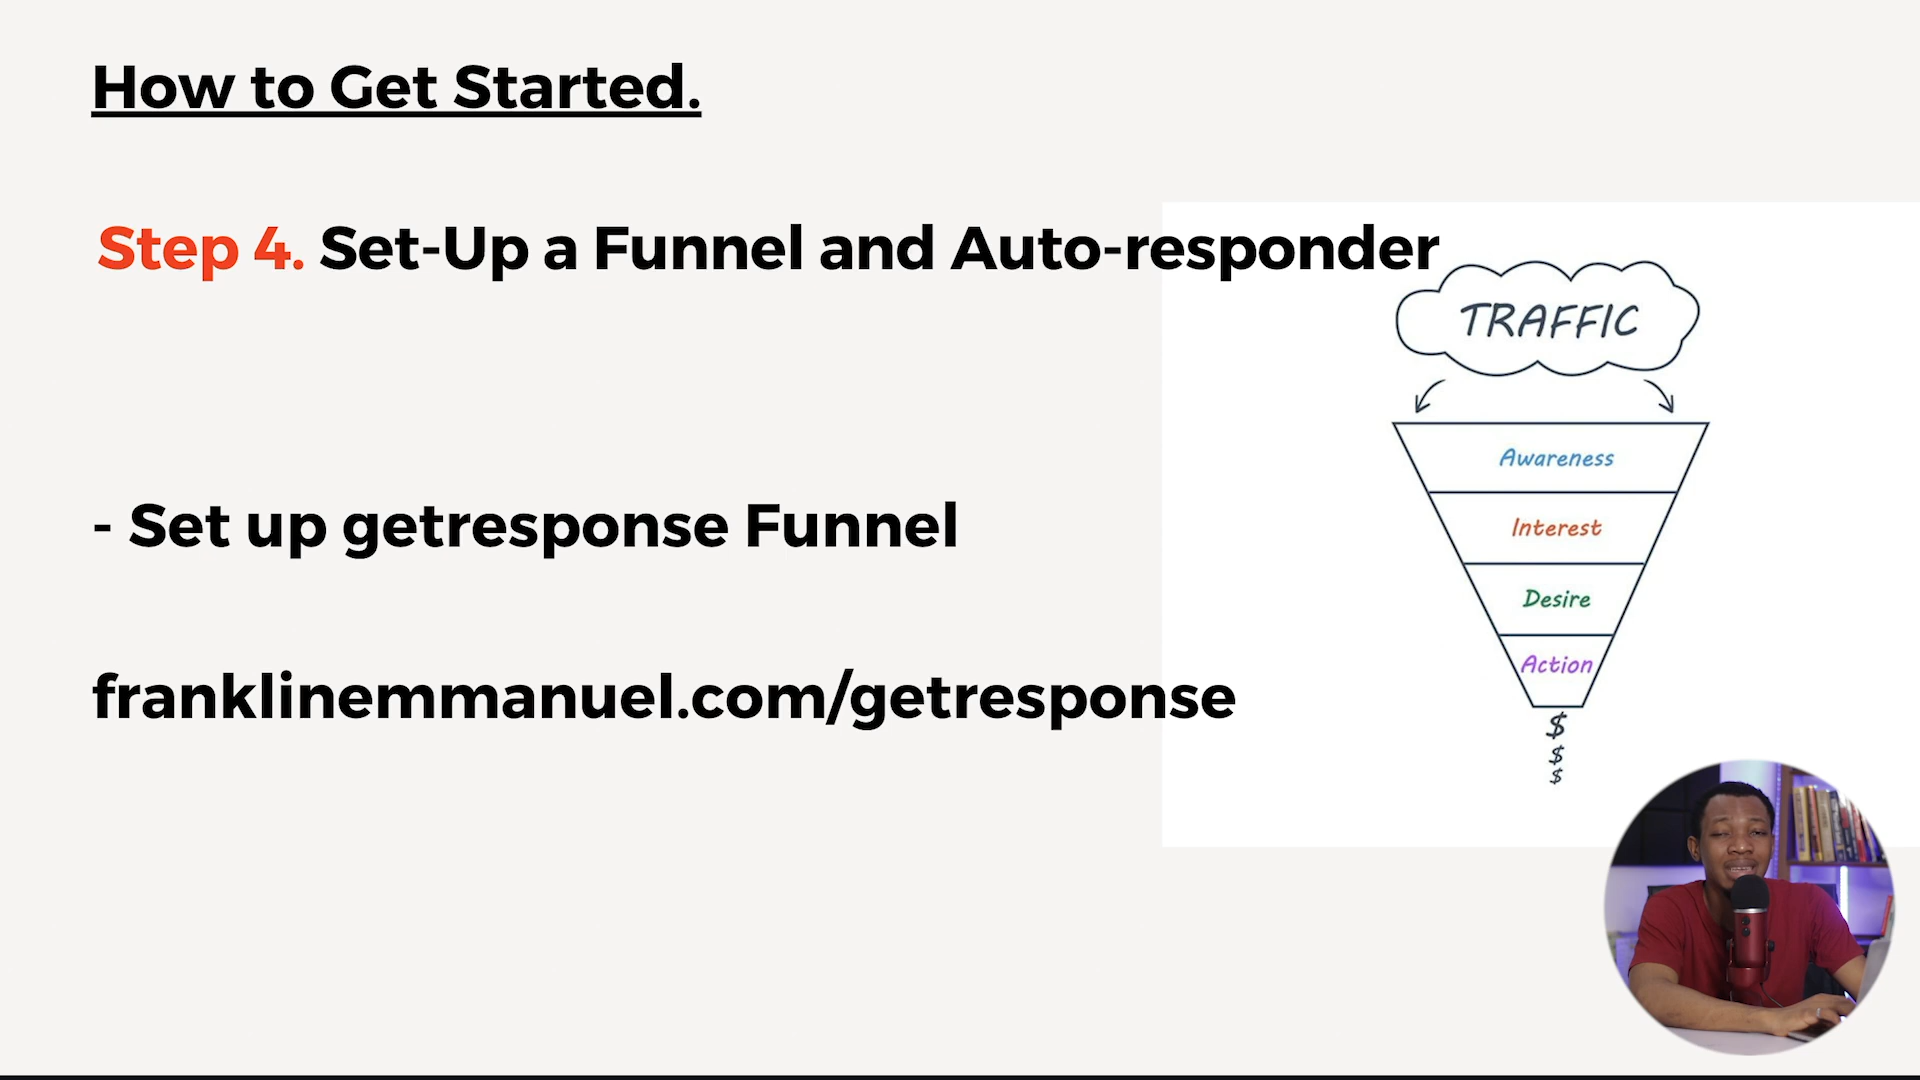 How to Get Started.
Step 4. Set-Up a Funnel and Auto-responder
TRAFFIC
Awareness
- Set up getresponse Funnel
Interest
Desire
franklinemmanuel.com/getresponse
Action
$
$
$